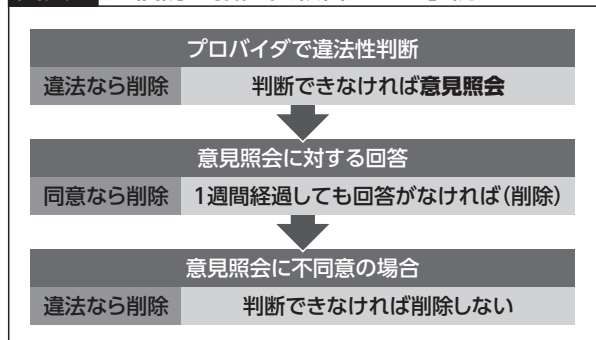 プロバイダで違法性判断
違法なら削除 判断できなければ意見照会
意見照会に対する回答
同意なら削除 1週間経過しても回答がなければ（削除）
意見照会に不同意の場合
違法なら削除 判断できなければ削除しない